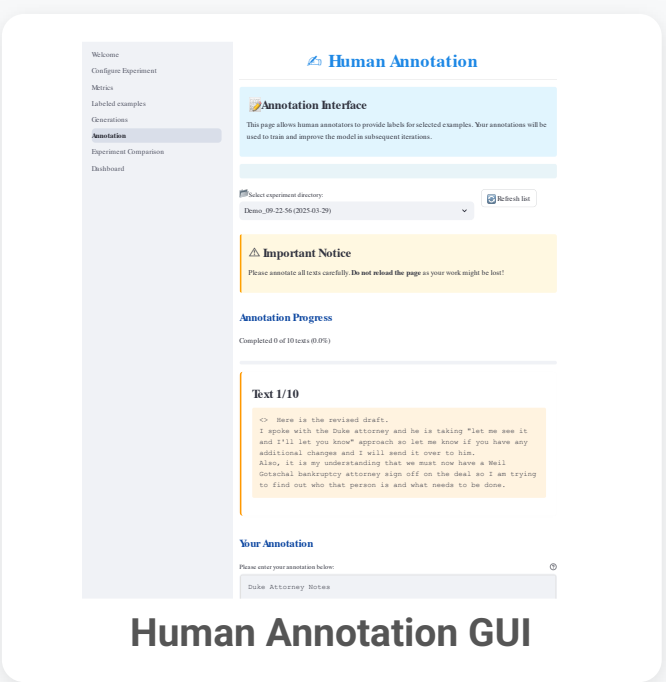 Welcome
Configure Experiment
Metrics
Labeled examples
Generations
Annotation
Experiment Comparison
Dashboard
✍ Human Annotation
📝Annotation Interface
This page allows human annotators to provide labels for selected examples. Your annotations will be
used to train and improve the model in subsequent iterations.
Select experiment directory:
Demo_09-22-56 (2025-03-29)
Refresh list
⚠ Important Notice
Please annotate all texts carefully. Do not reload the page as your work might be lost!
Annotation Progress
Completed 0 of 10 texts (0.0%)
Text 1/10
<>  Here is the revised draft.
I spoke with the Duke attorney and he is taking "let me see it
and I'll let you know" approach so let me know if you have any
additional changes and I will send it over to him.
Also, it is my understanding that we must now have a Weil
Gotschal bankruptcy attorney sign off on the deal so I am trying
to find out who that person is and what needs to be done.
Your Annotation
Please enter your annotation below:
Duke Attorney Notes
Human Annotation GUI